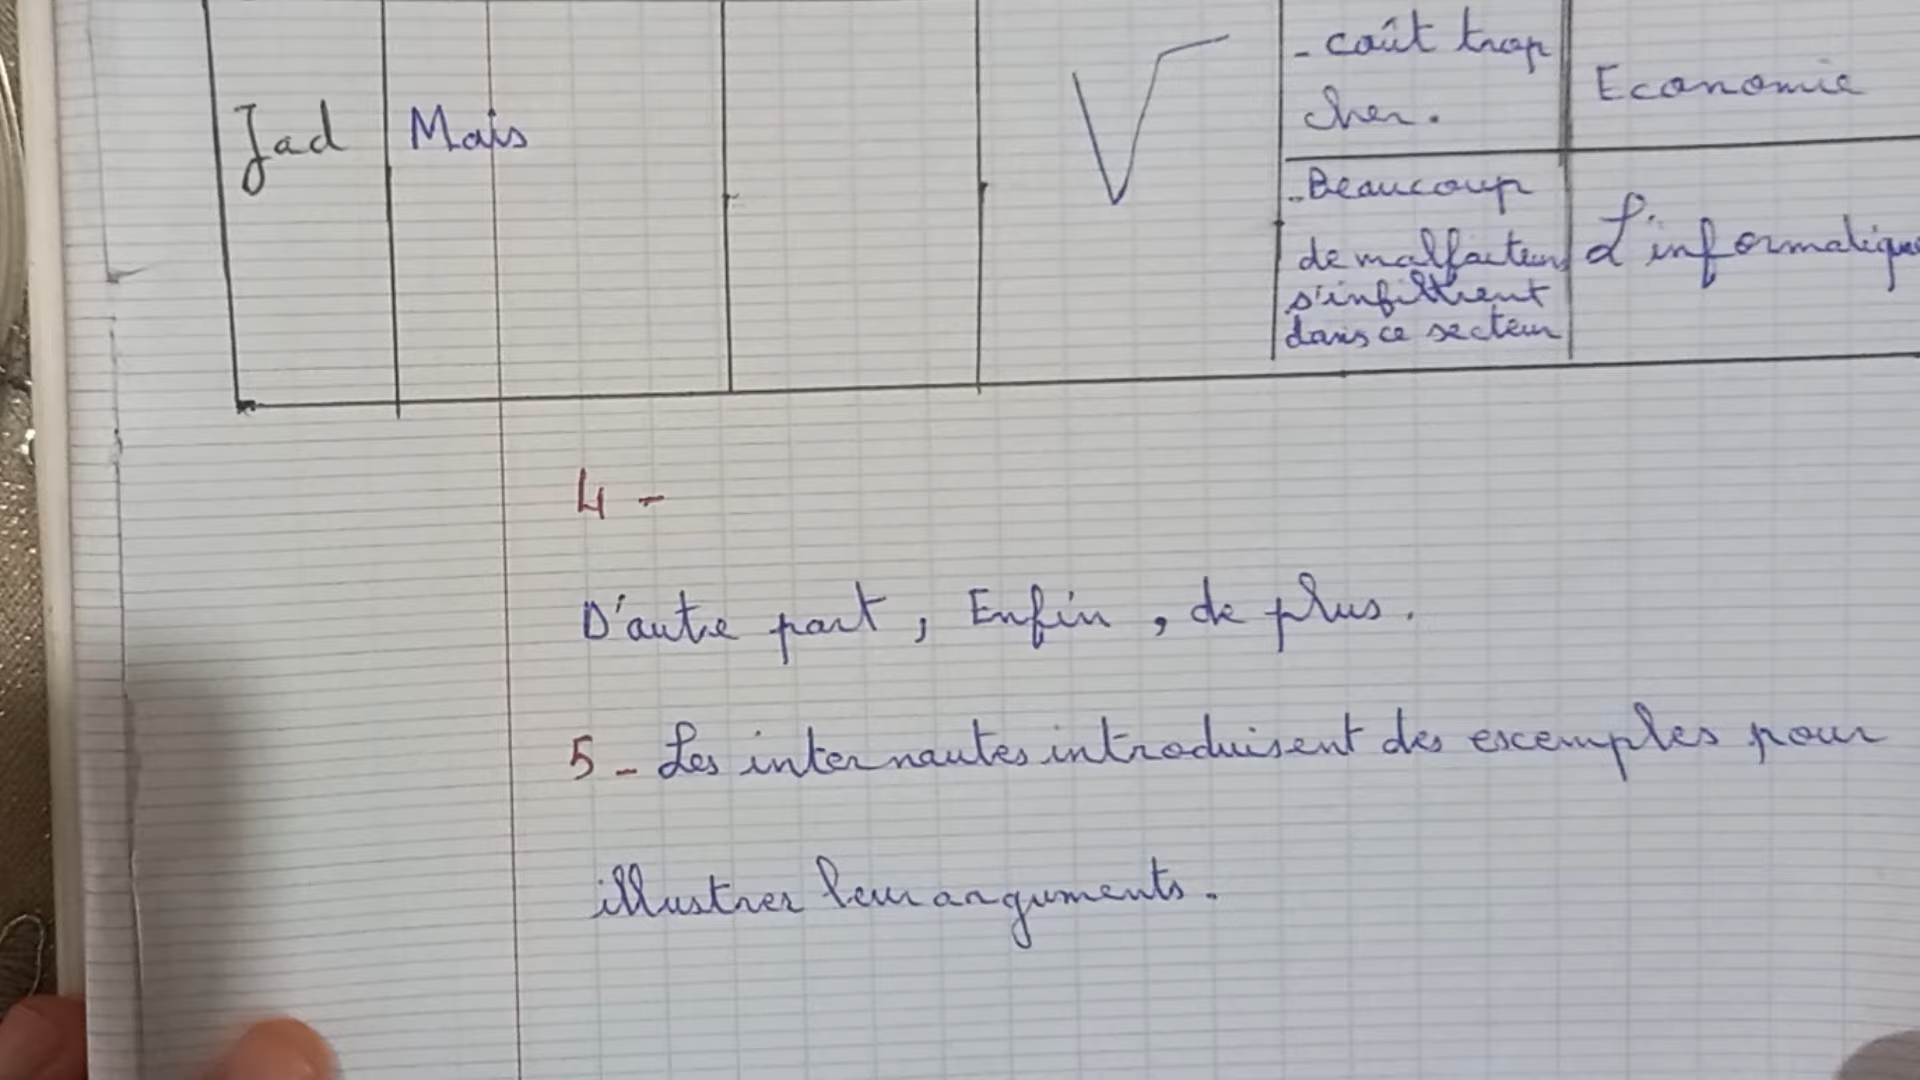 Jad
Mais
- coût trop
cher.
Economie
- Beaucoup
de malfacteurs
s'infiltrent
dans ce secteur
L'informatique
4 -
D'autre part, Enfin, de plus.
5 - Les internautes introduisent des exemples pour
illustrer leur arguments.